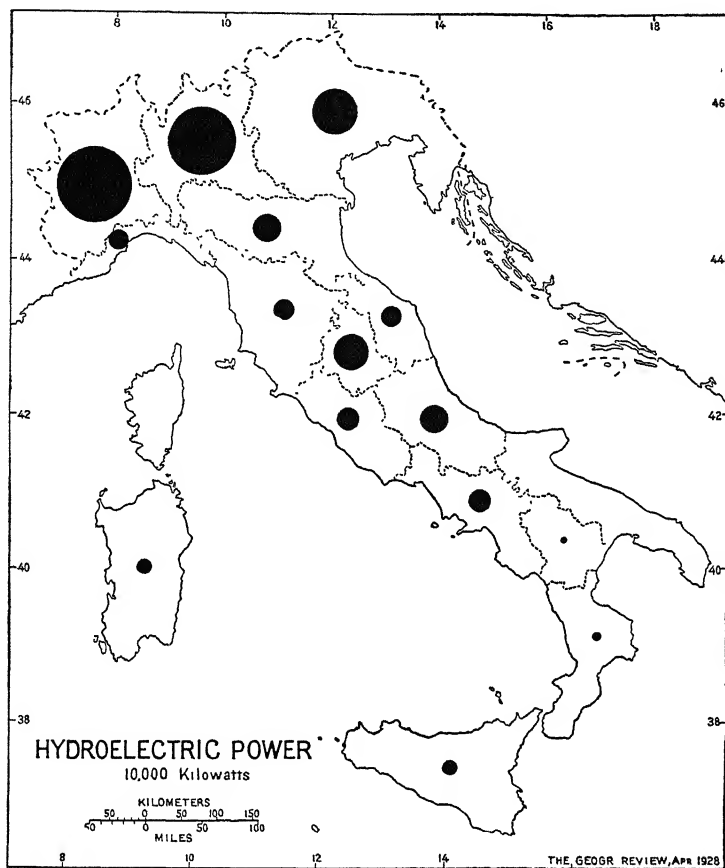 8 10 12 14 16 18
46 46
44 44
42 42
40 40
38 38
HYDROELECTRIC POWER
10,000 Kilowatts
KILOMETERS
50 0 50 100 150
50 0 50 100
MILES
8 10 12 14 16 18
THE GEOGR REVIEW, APR 1928